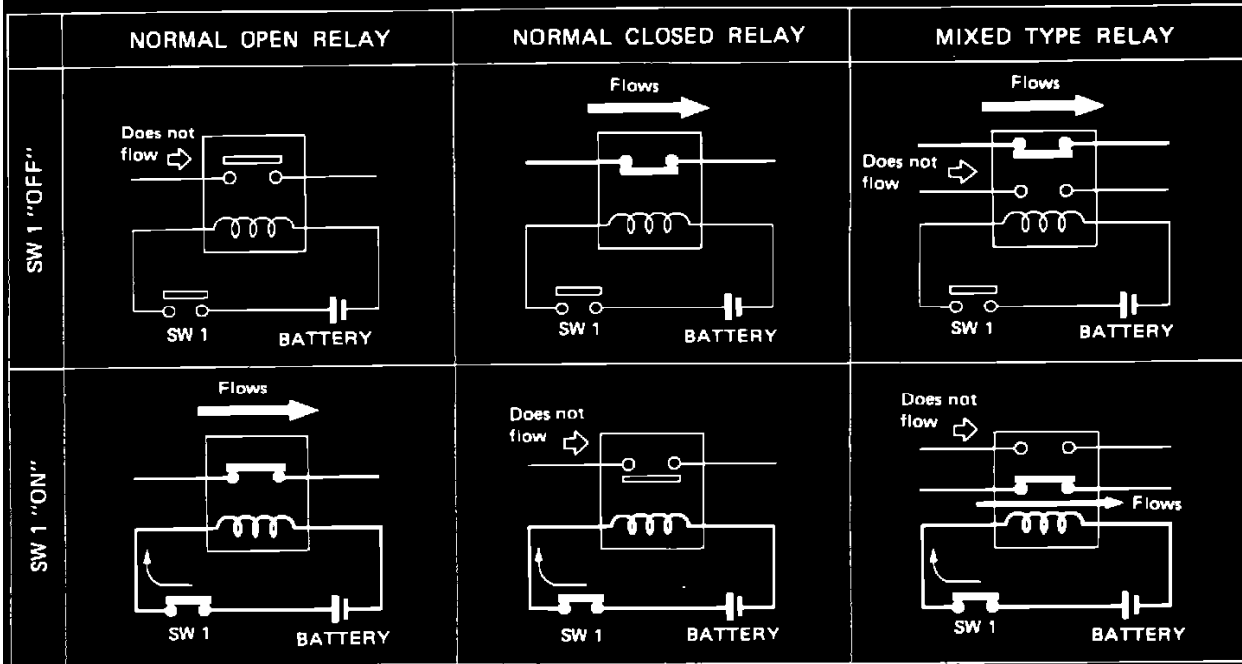 NORMAL OPEN RELAY
NORMAL CLOSED RELAY
MIXED TYPE RELAY
SW 1 "OFF"
Does not
flow
SW 1
BATTERY
Flows
SW 1
BATTERY
Flows
Does not
flow
SW 1
BATTERY
SW 1 "ON"
Flows
SW 1
BATTERY
Does not
flow
SW 1
BATTERY
Does not
flow
Flows
SW 1
BATTERY